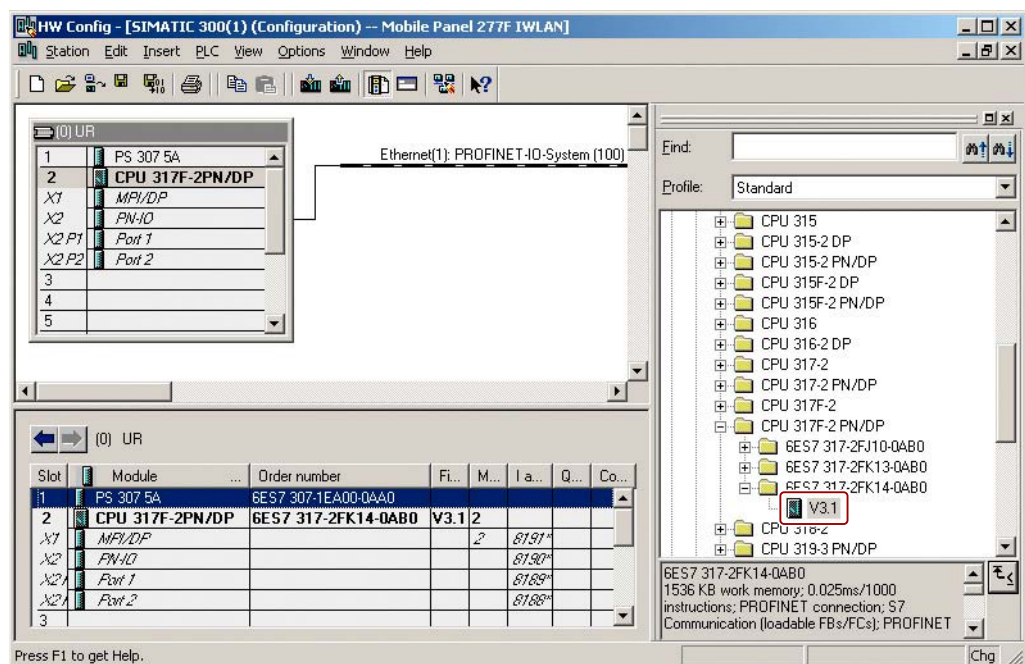 HW Config - [SIMATIC 300(1) (Configuration) -- Mobile Panel 277F IWLAN]
Station Edit Insert PLC View Options Window Help
(0) UR
1 PS 307 5A
2 CPU 317F-2PN/DP
X1 MPI/DP
X2 PN-IO
X2 P1 Port 1
X2 P2 Port 2
3
4
5
Ethernet(1): PROFINET-IO-System (100)
Find:
Profile: Standard
CPU 315
CPU 315-2 DP
CPU 315-2 PN/DP
CPU 315F-2 DP
CPU 315F-2 PN/DP
CPU 316
CPU 316-2 DP
CPU 317-2
CPU 317-2 PN/DP
CPU 317F-2
CPU 317F-2 PN/DP
6ES7 317-2FJ10-0AB0
6ES7 317-2FK13-0AB0
6ES7 317-2FK14-0AB0
V3.1
CPU 318-2
CPU 319-3 PN/DP
6ES7 317-2FK14-0AB0
1536 KB work memory; 0.025ms/1000
instructions; PROFINET connection; S7
Communication (loadable FBs/FCs); PROFINET
(0) UR
Slot Module ... Order number Fi... M... I a... Q... Co...
1 PS 307 5A 6ES7 307-1EA00-0AA0
2 CPU 317F-2PN/DP 6ES7 317-2FK14-0AB0 V3.1 2
X1 MPI/DP 2 8191*
X2 PN-IO 8190*
X2 Port 1 8189*
X2 Port 2 8188*
3
Press F1 to get Help.
Chg